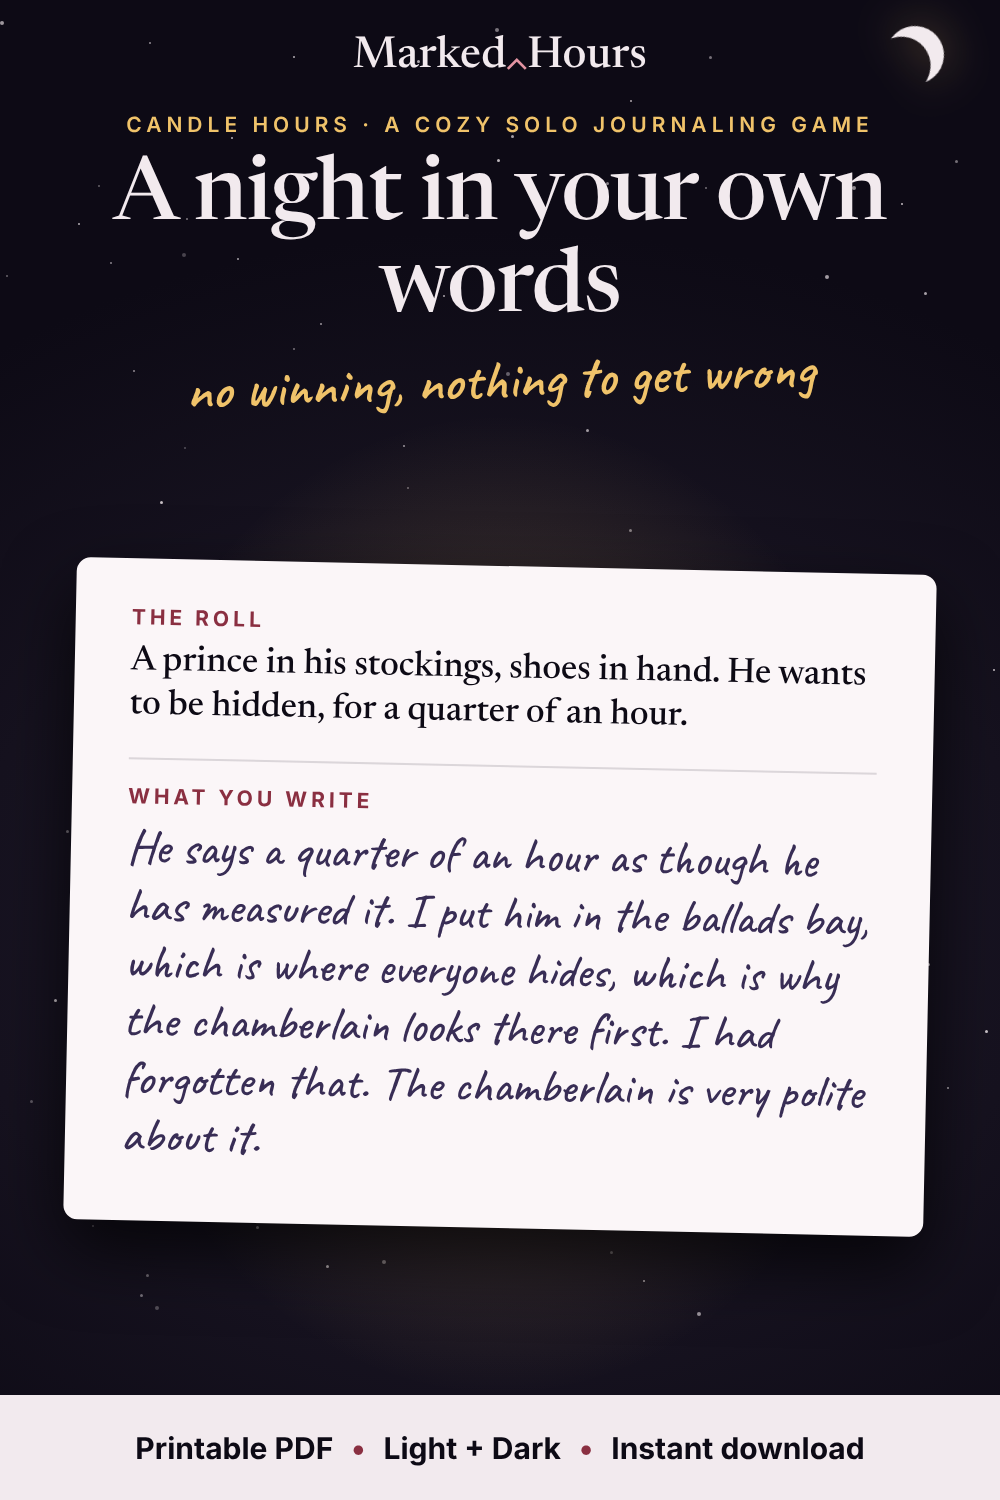 Marked‸Hours
CANDLE HOURS · A COZY SOLO JOURNALING GAME
A night in your own
words
no winning, nothing to get wrong
THE ROLL
A prince in his stockings, shoes in hand. He wants
to be hidden, for a quarter of an hour.
WHAT YOU WRITE
He says a quarter of an hour as though he
has measured it. I put him in the ballads bay,
which is where everyone hides, which is why
the chamberlain looks there first. I had
forgotten that. The chamberlain is very polite
about it.
Printable PDF • Light + Dark • Instant download